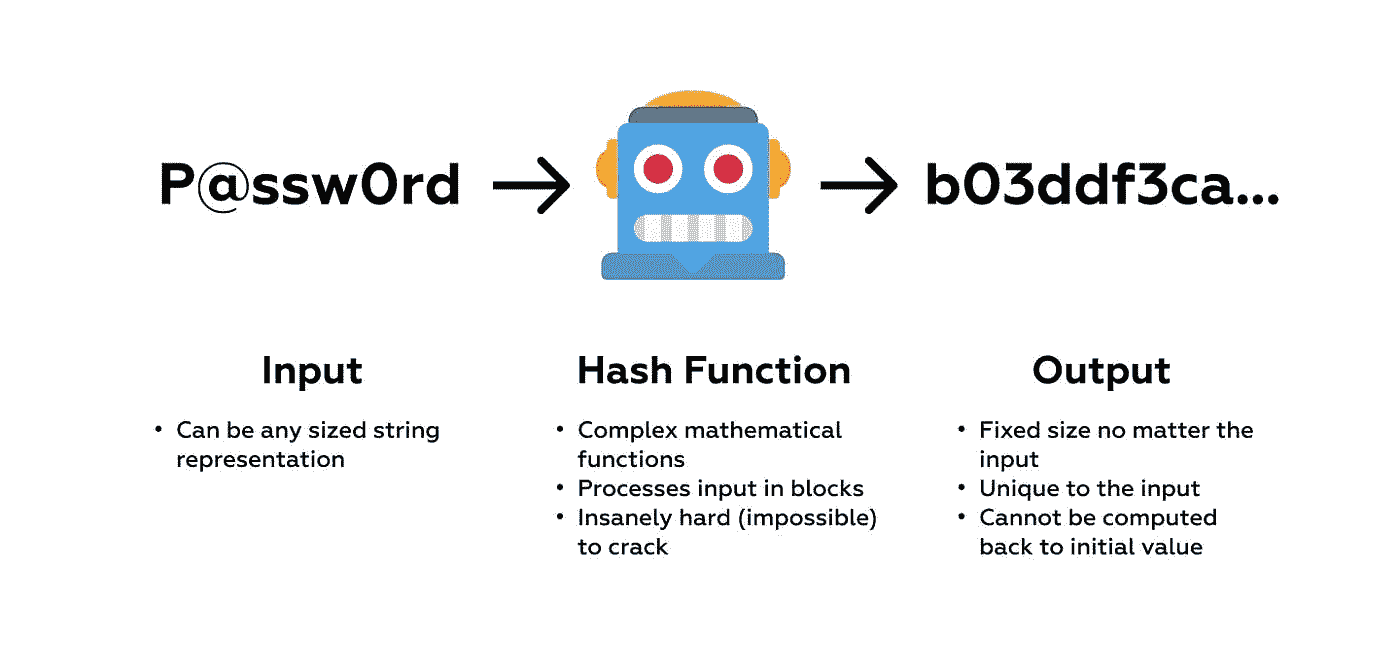 P@ssw0rd → → b03ddf3ca...
Input
• Can be any sized string
representation
Hash Function
• Complex mathematical
functions
• Processes input in blocks
• Insanely hard (impossible)
to crack
Output
• Fixed size no matter the
input
• Unique to the input
• Cannot be computed
back to initial value